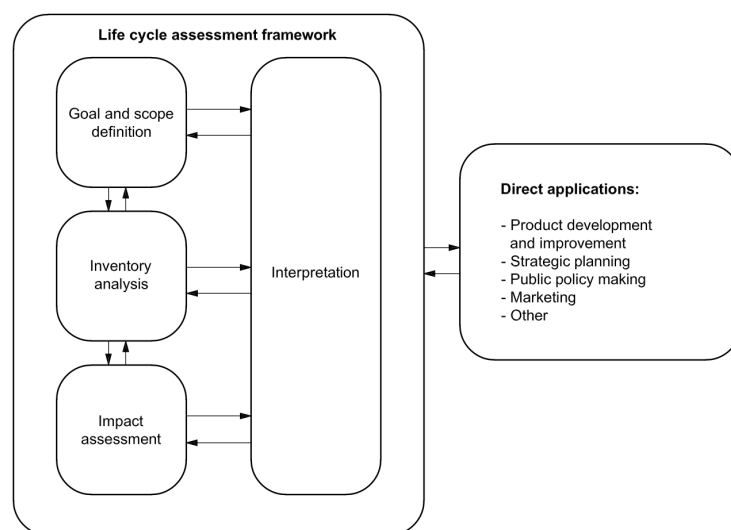 Life cycle assessment framework
Goal and scope
definition
Inventory
analysis
Impact
assessment
Interpretation
Direct applications:
- Product development
and improvement
- Strategic planning
- Public policy making
- Marketing
- Other